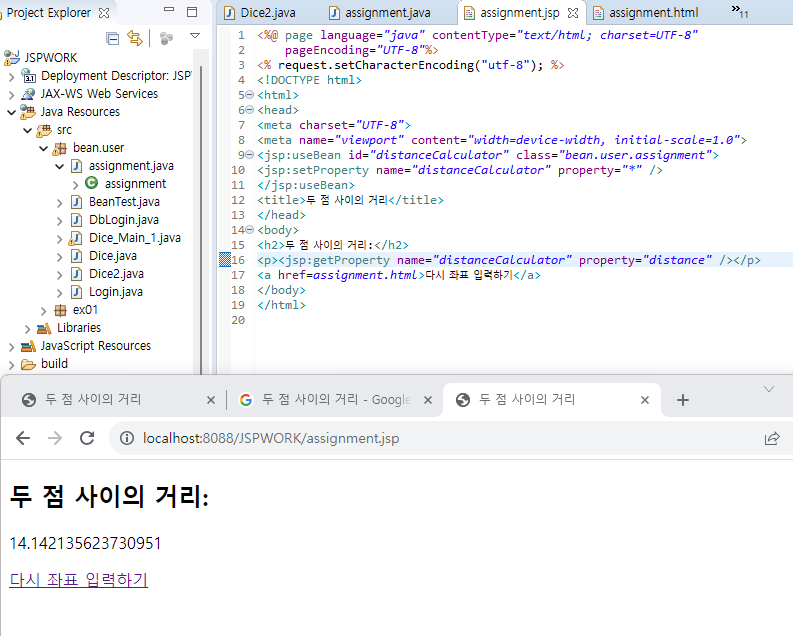 Project Explorer
JSPWORK
Deployment Descriptor: JSPW
JAX-WS Web Services
Java Resources
src
bean.user
assignment.java
assignment
BeanTest.java
DbLogin.java
Dice_Main_1.java
Dice.java
Dice2.java
Login.java
ex01
Libraries
JavaScript Resources
build
Dice2.java
assignment.java
assignment.jsp
assignment.html
»11
1 <%@ page language="java" contentType="text/html; charset=UTF-8"
2 pageEncoding="UTF-8"%>
3 <% request.setCharacterEncoding("utf-8"); %>
4 <!DOCTYPE html>
5 <html>
6 <head>
7 <meta charset="UTF-8">
8 <meta name="viewport" content="width=device-width, initial-scale=1.0">
9 <jsp:useBean id="distanceCalculator" class="bean.user.assignment">
10 <jsp:setProperty name="distanceCalculator" property="*" />
11 </jsp:useBean>
12 <title>두 점 사이의 거리</title>
13 </head>
14 <body>
15 <h2>두 점 사이의 거리:</h2>
16 <p><jsp:getProperty name="distanceCalculator" property="distance" /></p>
17 <a href=assignment.html>다시 좌표 입력하기</a>
18 </body>
19 </html>
20
두 점 사이의 거리
두 점 사이의 거리 - Google
두 점 사이의 거리
localhost:8088/JSPWORK/assignment.jsp
두 점 사이의 거리:
14.142135623730951
다시 좌표 입력하기